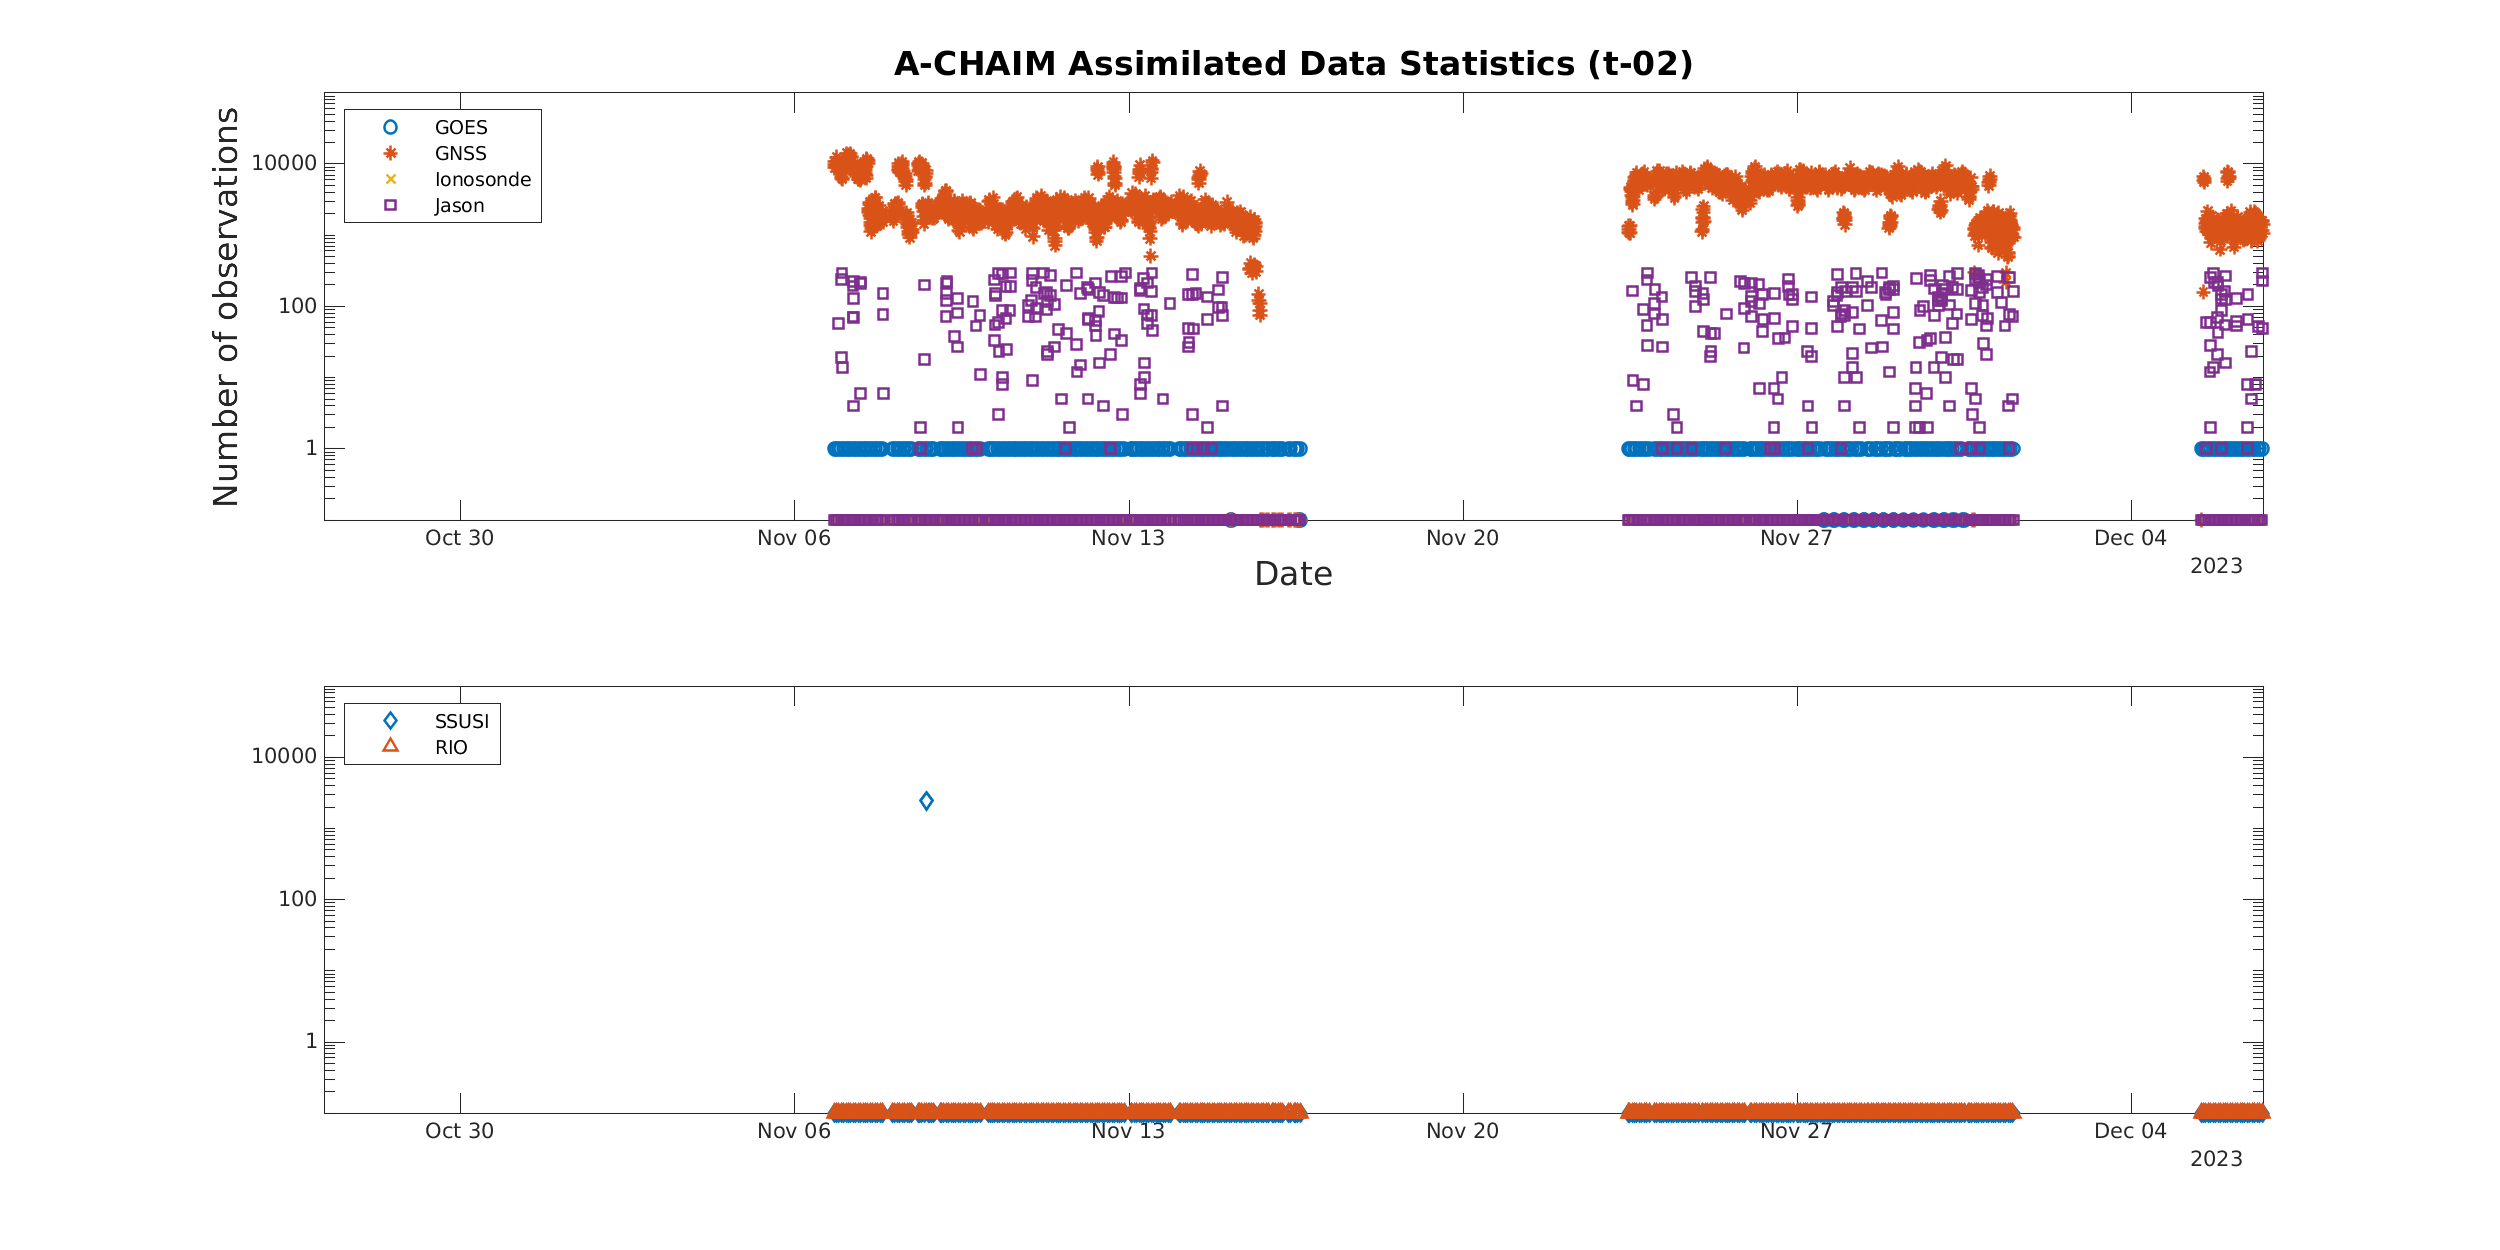 A-CHAIM Assimilated Data Statistics (t-02)
Number of observations
10000
100
1
GOES
GNSS
Ionosonde
Jason
Oct 30 Nov 06 Nov 13 Nov 20 Nov 27 Dec 04
2023
Date
10000
100
1
SSUSI
RIO
Oct 30 Nov 06 Nov 13 Nov 20 Nov 27 Dec 04
2023